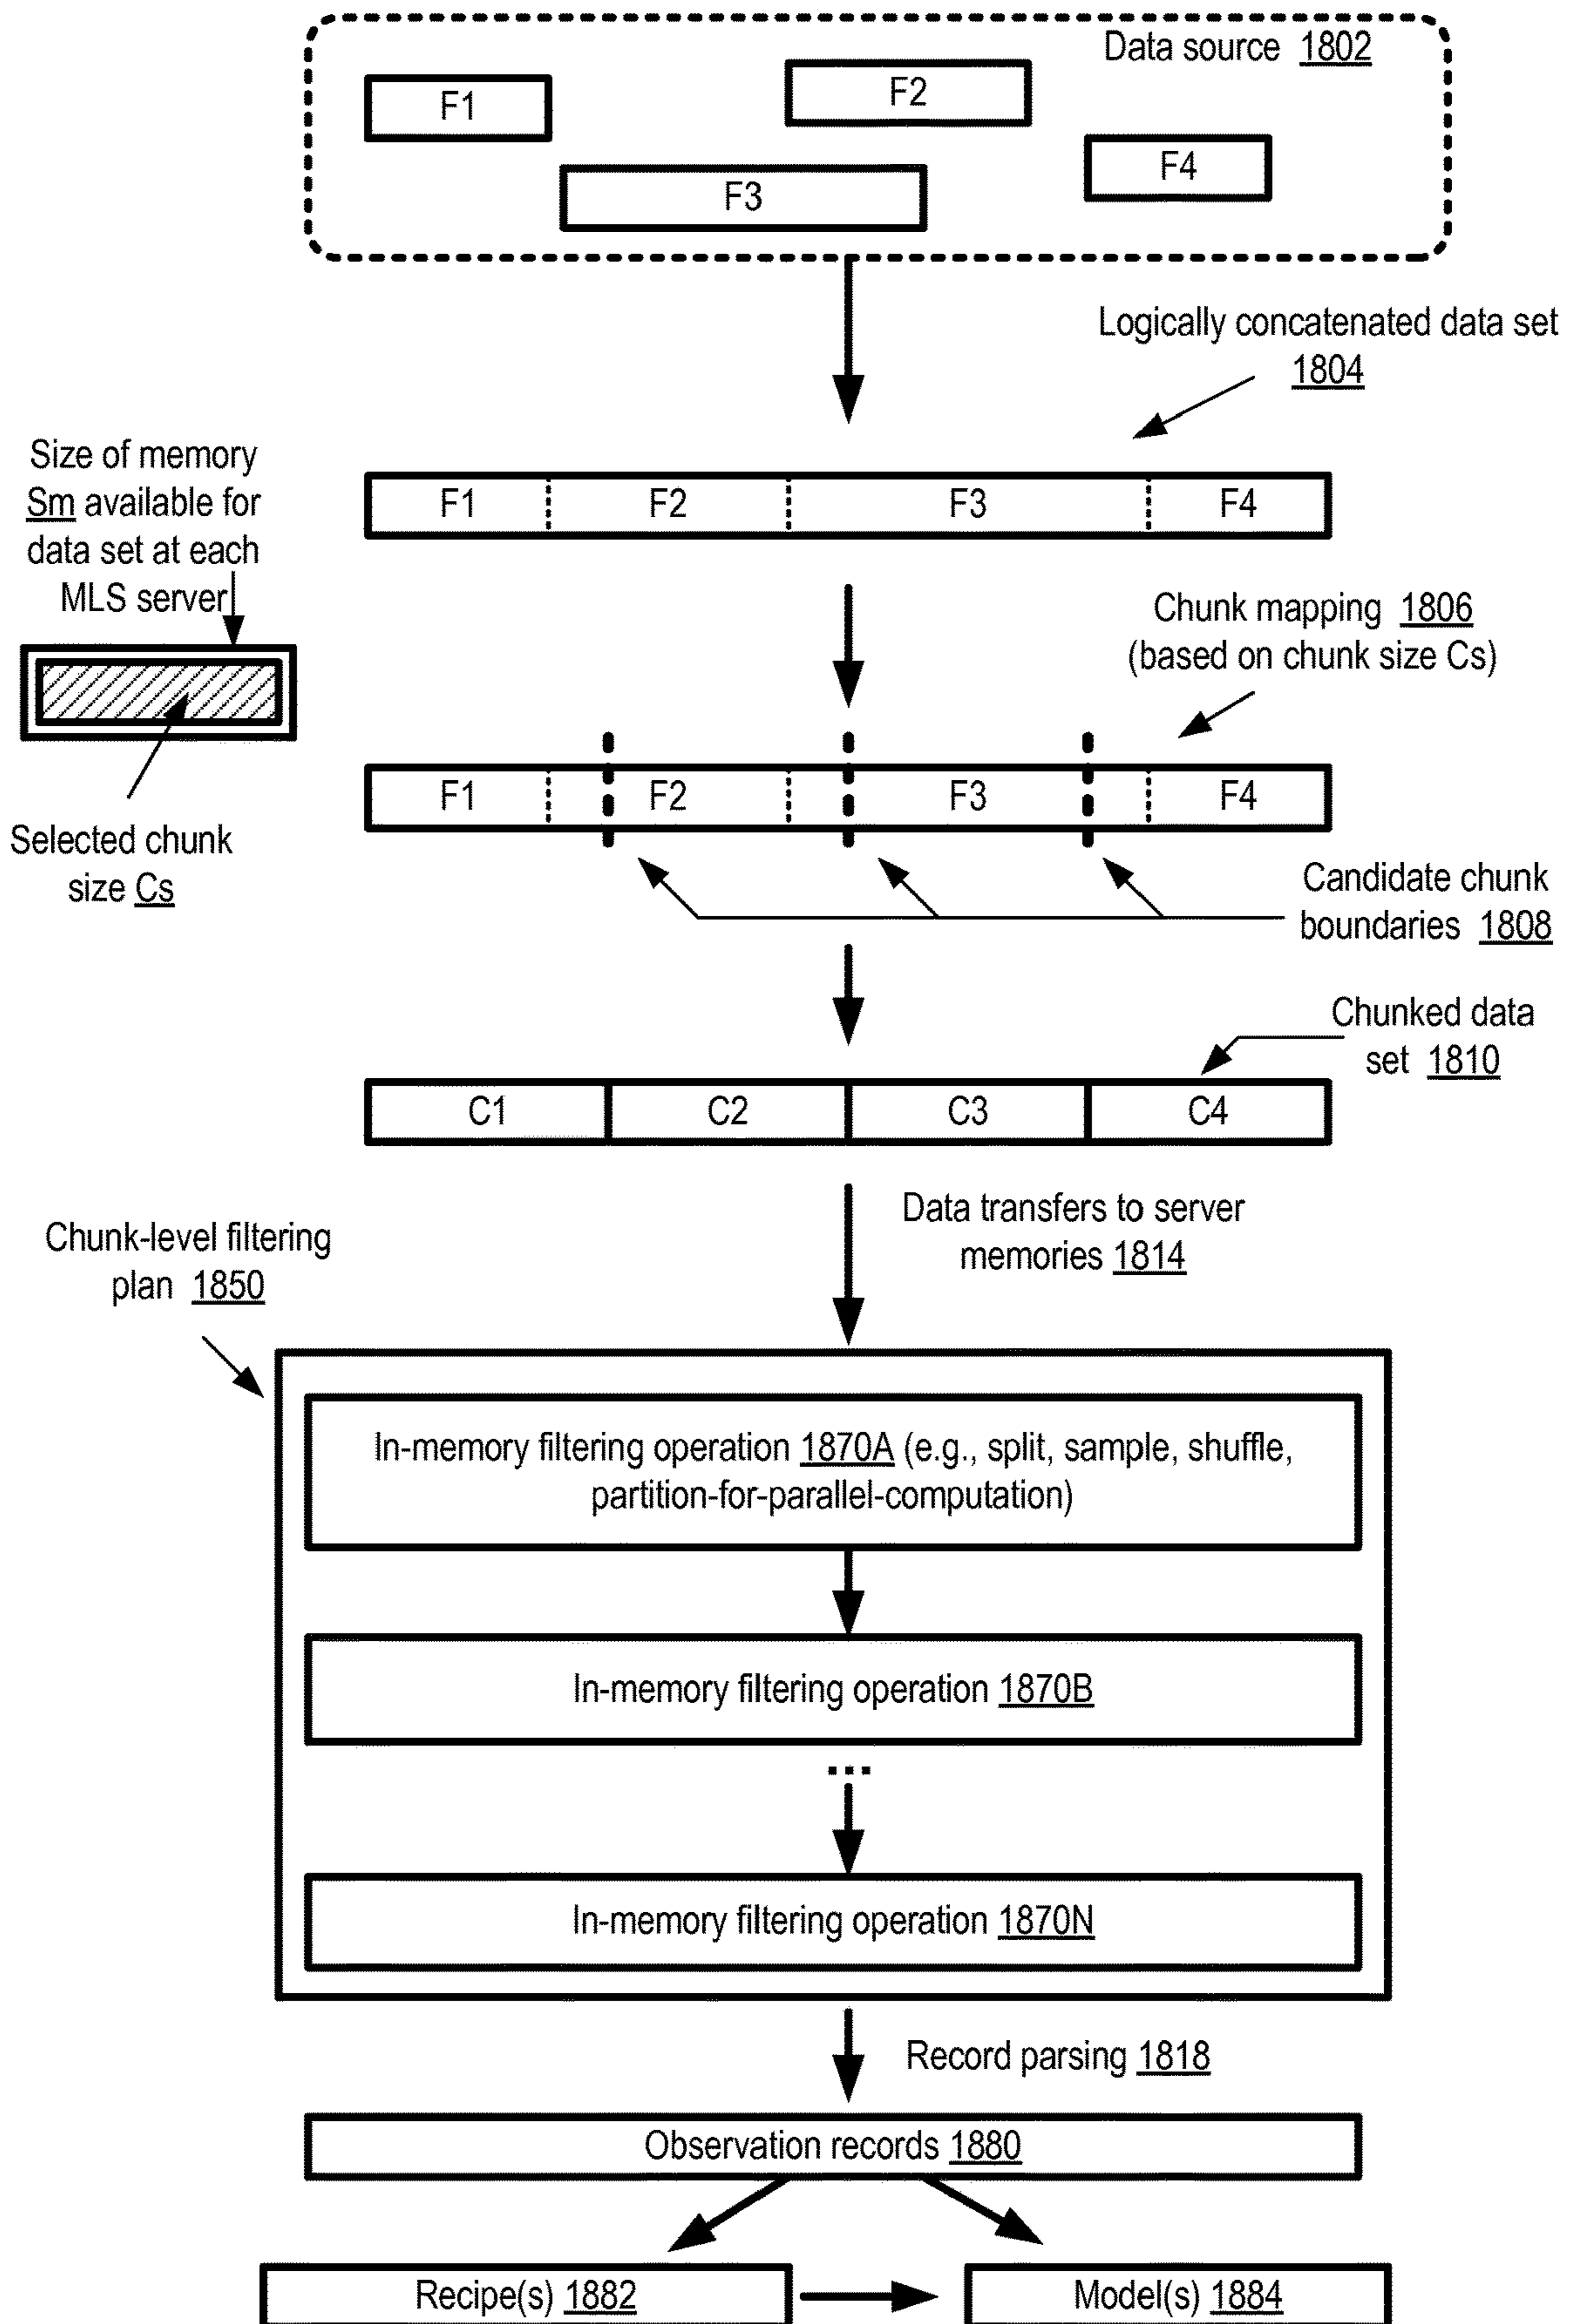 Data source 1802
F1
F2
F3
F4
Logically concatenated data set
1804
F1 F2 F3 F4
Size of memory
Sm available for
data set at each
MLS server
Chunk mapping 1806
(based on chunk size Cs)
F1 F2 F3 F4
Selected chunk
size Cs
Candidate chunk
boundaries 1808
Chunked data
set 1810
C1 C2 C3 C4
Data transfers to server
memories 1814
Chunk-level filtering
plan 1850
In-memory filtering operation 1870A (e.g., split, sample, shuffle,
partition-for-parallel-computation)
In-memory filtering operation 1870B
...
In-memory filtering operation 1870N
Record parsing 1818
Observation records 1880
Recipe(s) 1882
Model(s) 1884